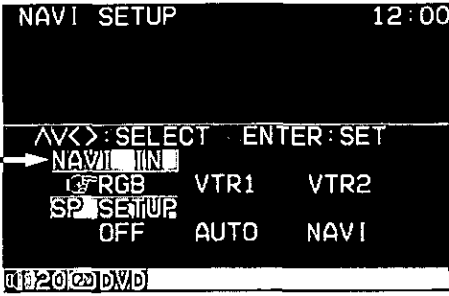 NAVI SETUP 12:00
∧∨<>:SELECT ENTER:SET
NAVI IN
RGB VTR1 VTR2
SP SETUP
OFF AUTO NAVI
20 DVD